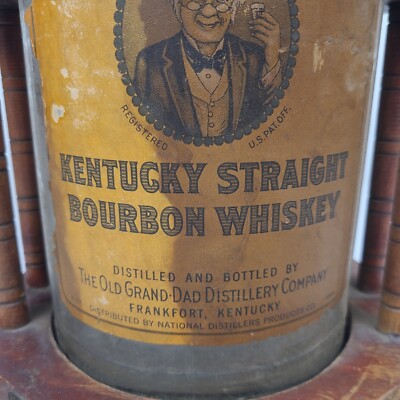 REGISTERED
U.S. PAT. OFF.
KENTUCKY STRAIGHT
BOURBON WHISKEY
DISTILLED AND BOTTLED BY
THE OLD GRAND-DAD DISTILLERY COMPANY
FRANKFORT, KENTUCKY
DISTRIBUTED BY NATIONAL DISTILLERS PRODUCTS CO.